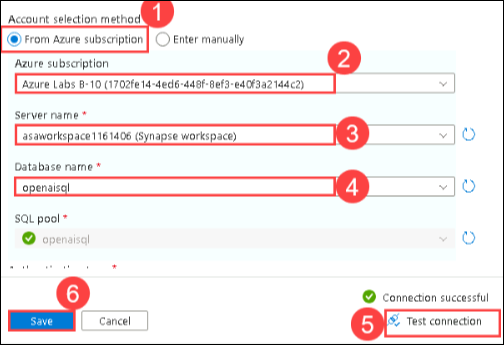 Account selection method 1
From Azure subscription Enter manually
Azure subscription 2
Azure Labs B-10 (1702fe14-4ed6-448f-8ef3-e40f3a2144c2)
Server name *
asaworkspace1161406 (Synapse workspace) 3
Database name *
openaisql 4
SQL pool *
openaisql
6 Connection successful
Save Cancel 5 Test connection